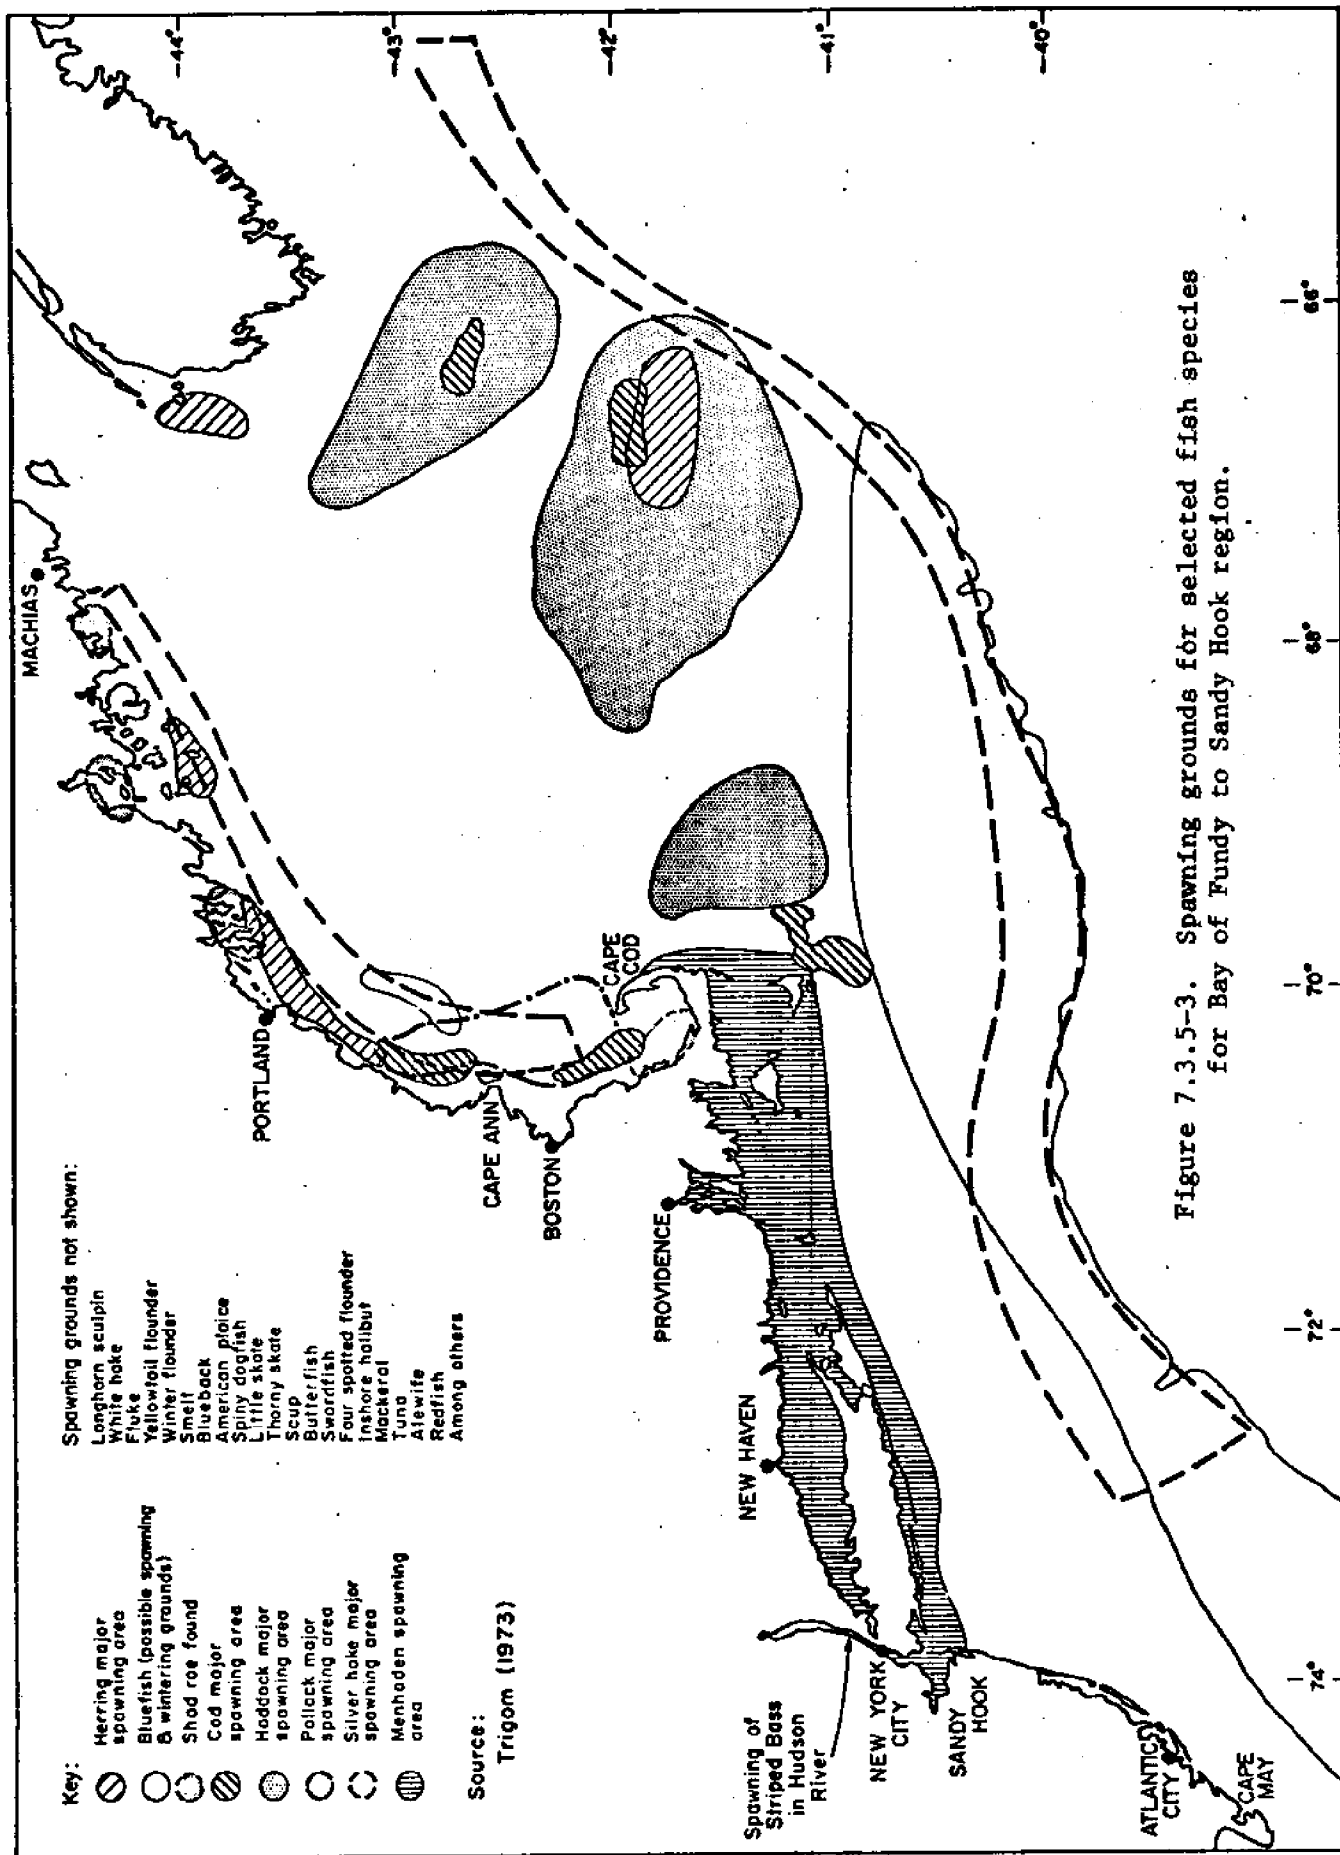 Key:
Herring major
spawning area
Bluefish (possible spawning
& wintering grounds)
Shad roe found
Cod major
spawning area
Haddock major
spawning area
Pollack major
spawning area
Silver hake major
spawning area
Menhaden spawning
area
Source:
Trigom (1973)
Spawning grounds not shown:
Longhorn sculpin
White hake
Fluke
Yellowtail flounder
Winter flounder
Smelt
Blueback
American plaice
Spiny dogfish
Little skate
Thorny skate
Scup
Butterfish
Swordfish
Four spotted flounder
Inshore halibut
Mackeral
Tuna
Alewife
Redfish
Among others
MACHIAS
PORTLAND
CAPE ANN
BOSTON
CAPE
COD
PROVIDENCE
NEW HAVEN
Spawning of
Striped Bass
in Hudson
River
NEW YORK
CITY
SANDY
HOOK
ATLANTIC
CITY
CAPE
MAY
44°
43°
42°
41°
40°
74°
72°
70°
68°
66°
Figure 7.3.5-3. Spawning grounds for selected fish species
for Bay of Fundy to Sandy Hook region.